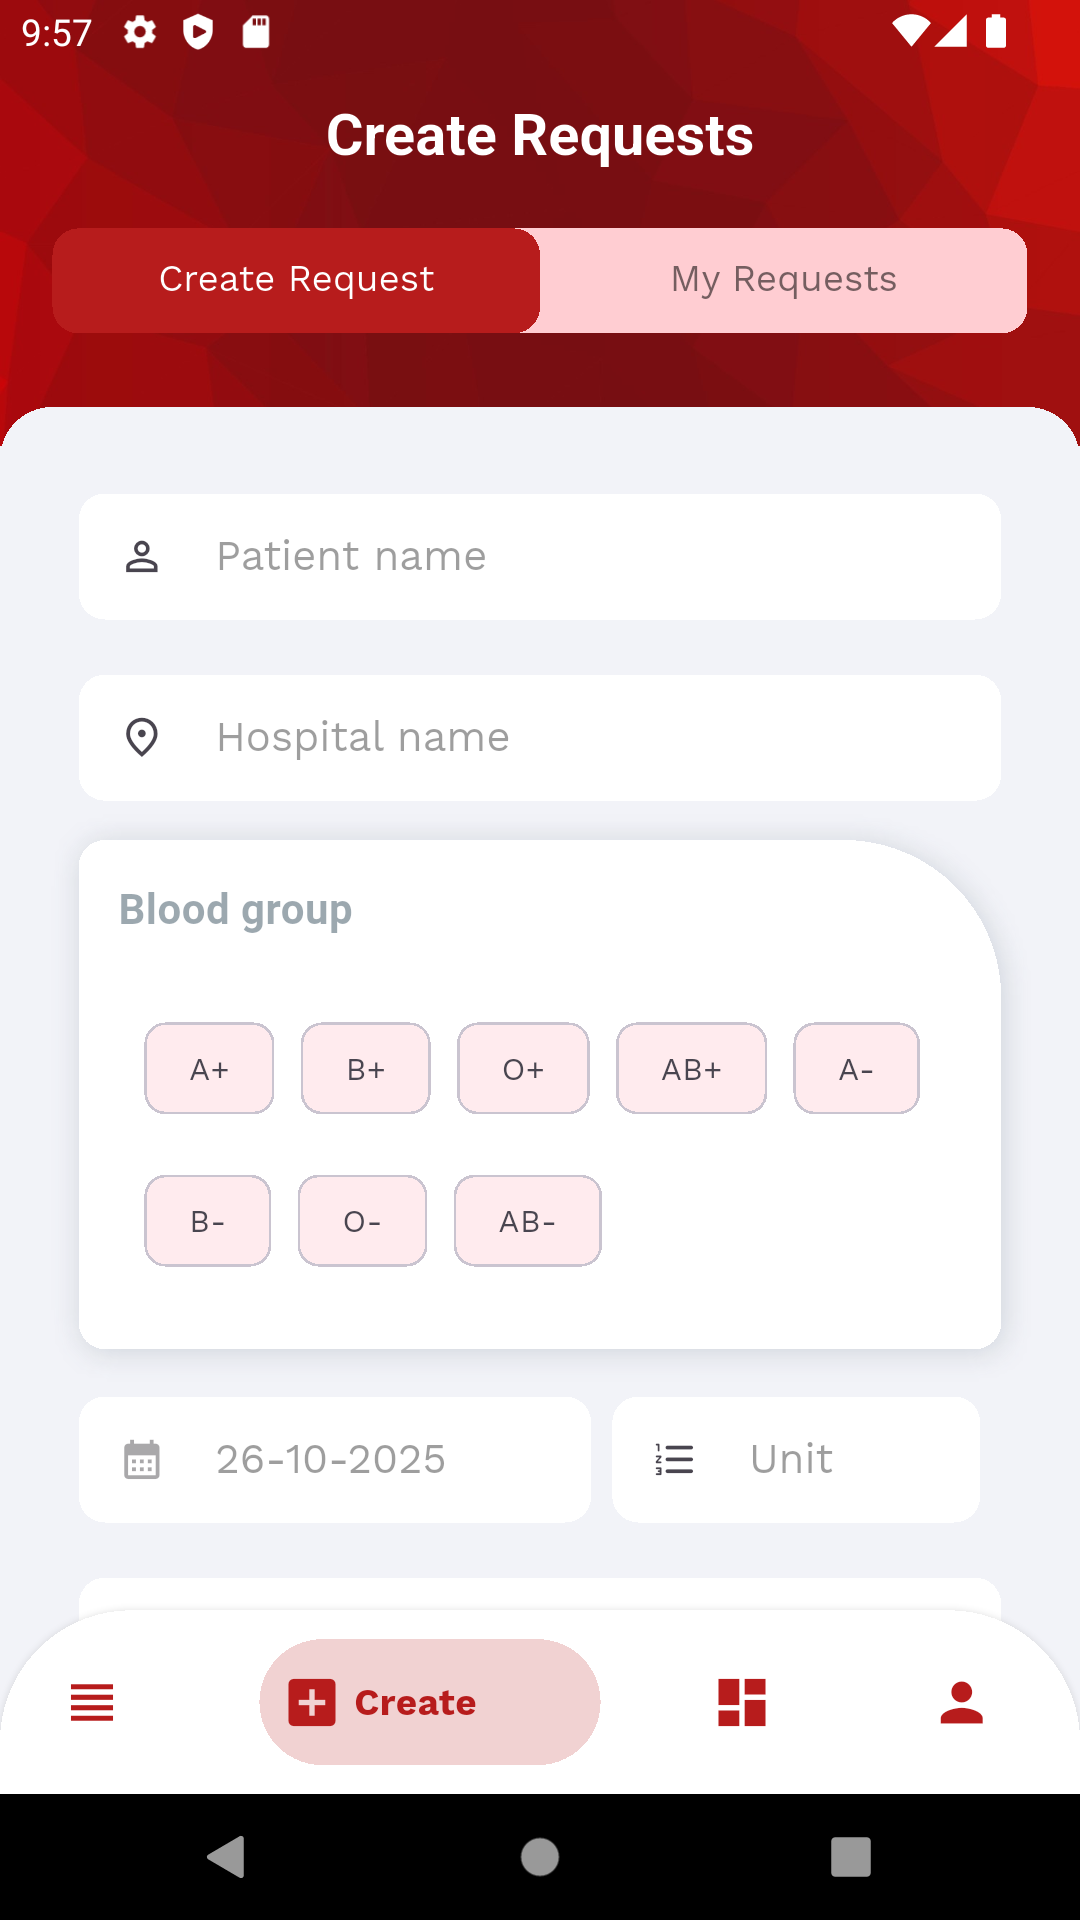 9:57
Create Requests
Create Request My Requests
Patient name
Hospital name
Blood group
A+ B+ O+ AB+ A-
B- O- AB-
26-10-2025 Unit
Create